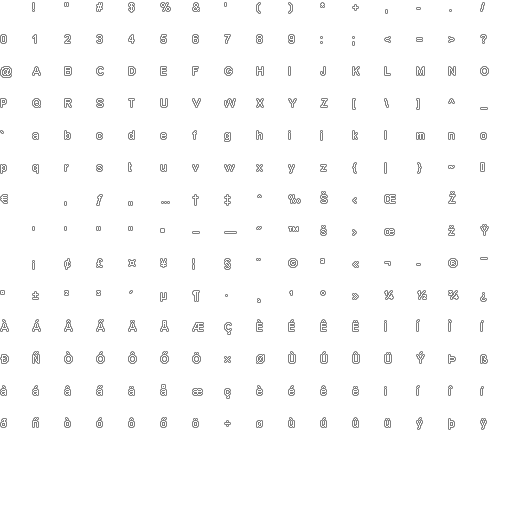 ! " # $ % & ' ( ) * + , - . /
0 1 2 3 4 5 6 7 8 9 : ; < = > ?
@ A B C D E F G H I J K L M N O
P Q R S T U V W X Y Z [ \ ] ^ _
` a b c d e f g h i j k l m n o
p q r s t u v w x y z { | } ~
€ ‚ ƒ „ … † ‡ ˆ ‰ Š ‹ Œ Ž
‘ ’ “ ” • – — ˜ ™ š › œ ž Ÿ
¡ ¢ £ ¤ ¥ ¦ § ¨ © ª « ¬ - ® ¯
° ± ² ³ ´ µ ¶ · ¸ ¹ º » ¼ ½ ¾ ¿
À Á Â Ã Ä Å Æ Ç È É Ê Ë Ì Í Î Ï
Ð Ñ Ò Ó Ô Õ Ö × Ø Ù Ú Û Ü Ý Þ ß
à á â ã ä å æ ç è é ê ë ì í î ï
ð ñ ò ó ô õ ö ÷ ø ù ú û ü ý þ ÿ